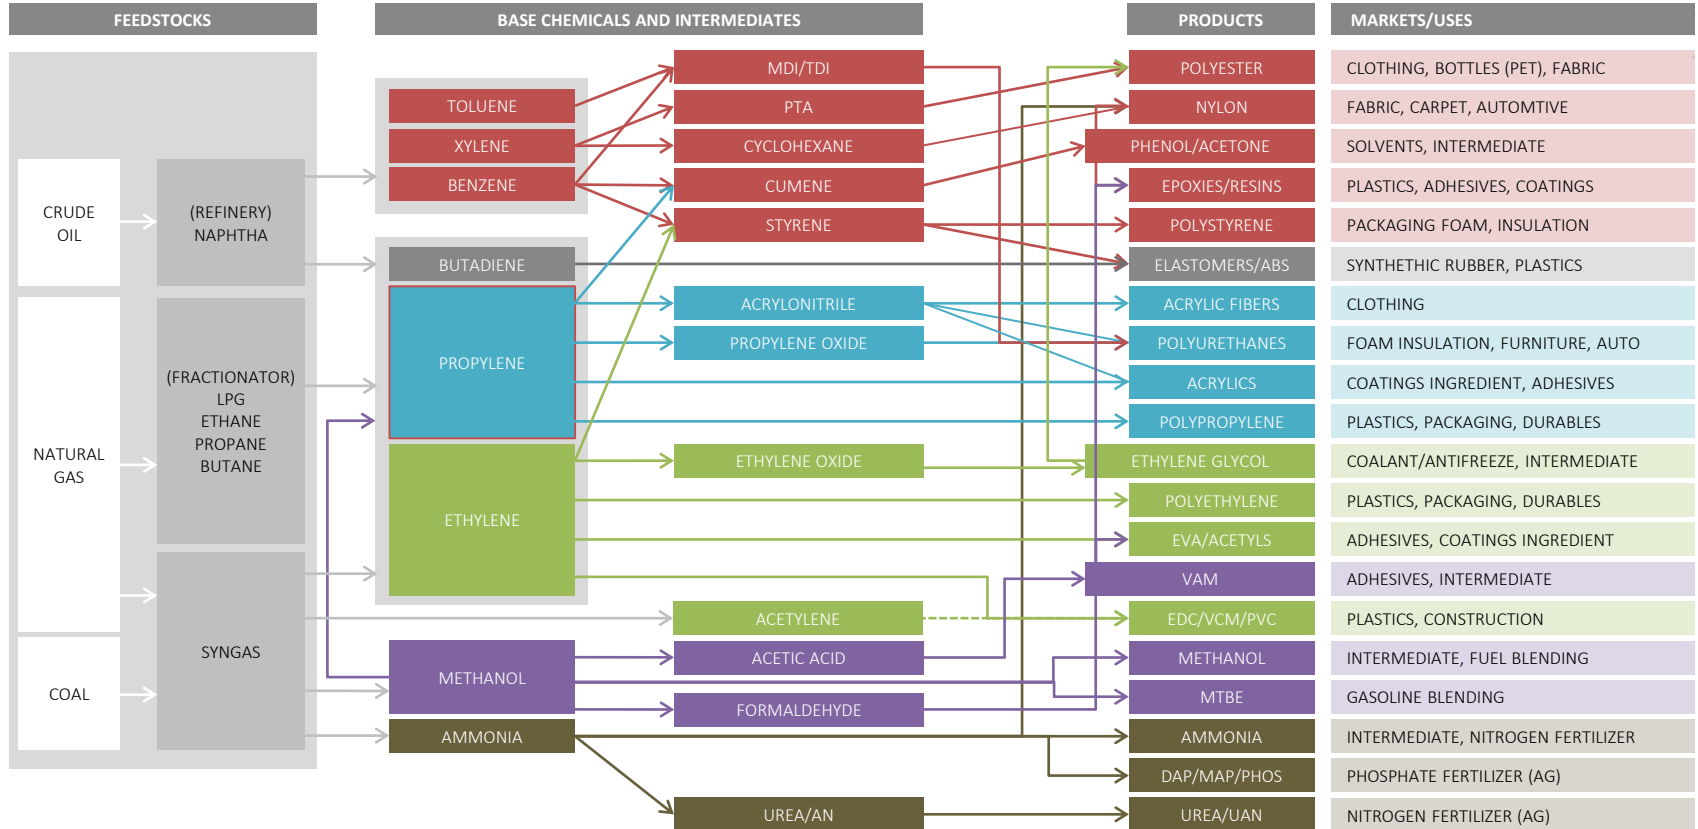 FEEDSTOCKS
BASE CHEMICALS AND INTERMEDIATES
PRODUCTS
MARKETS/USES
CRUDE
OIL
NATURAL
GAS
COAL
(REFINERY)
NAPHTHA
(FRACTIONATOR)
LPG
ETHANE
PROPANE
BUTANE
SYNGAS
TOLUENE
XYLENE
BENZENE
BUTADIENE
PROPYLENE
ETHYLENE
METHANOL
AMMONIA
MDI/TDI
PTA
CYCLOHEXANE
CUMENE
STYRENE
ACRYLONITRILE
PROPYLENE OXIDE
ETHYLENE OXIDE
ACETYLENE
ACETIC ACID
FORMALDEHYDE
UREA/AN
POLYESTER
CLOTHING, BOTTLES (PET), FABRIC
NYLON
FABRIC, CARPET, AUTOMTIVE
PHENOL/ACETONE
SOLVENTS, INTERMEDIATE
EPOXIES/RESINS
PLASTICS, ADHESIVES, COATINGS
POLYSTYRENE
PACKAGING FOAM, INSULATION
ELASTOMERS/ABS
SYNTHETHIC RUBBER, PLASTICS
ACRYLIC FIBERS
CLOTHING
POLYURETHANES
FOAM INSULATION, FURNITURE, AUTO
ACRYLICS
COATINGS INGREDIENT, ADHESIVES
POLYPROPYLENE
PLASTICS, PACKAGING, DURABLES
ETHYLENE GLYCOL
COALANT/ANTIFREEZE, INTERMEDIATE
POLYETHYLENE
PLASTICS, PACKAGING, DURABLES
EVA/ACETYLS
ADHESIVES, COATINGS INGREDIENT
VAM
ADHESIVES, INTERMEDIATE
EDC/VCM/PVC
PLASTICS, CONSTRUCTION
METHANOL
INTERMEDIATE, FUEL BLENDING
MTBE
GASOLINE BLENDING
AMMONIA
INTERMEDIATE, NITROGEN FERTILIZER
DAP/MAP/PHOS
PHOSPHATE FERTILIZER (AG)
UREA/UAN
NITROGEN FERTILIZER (AG)